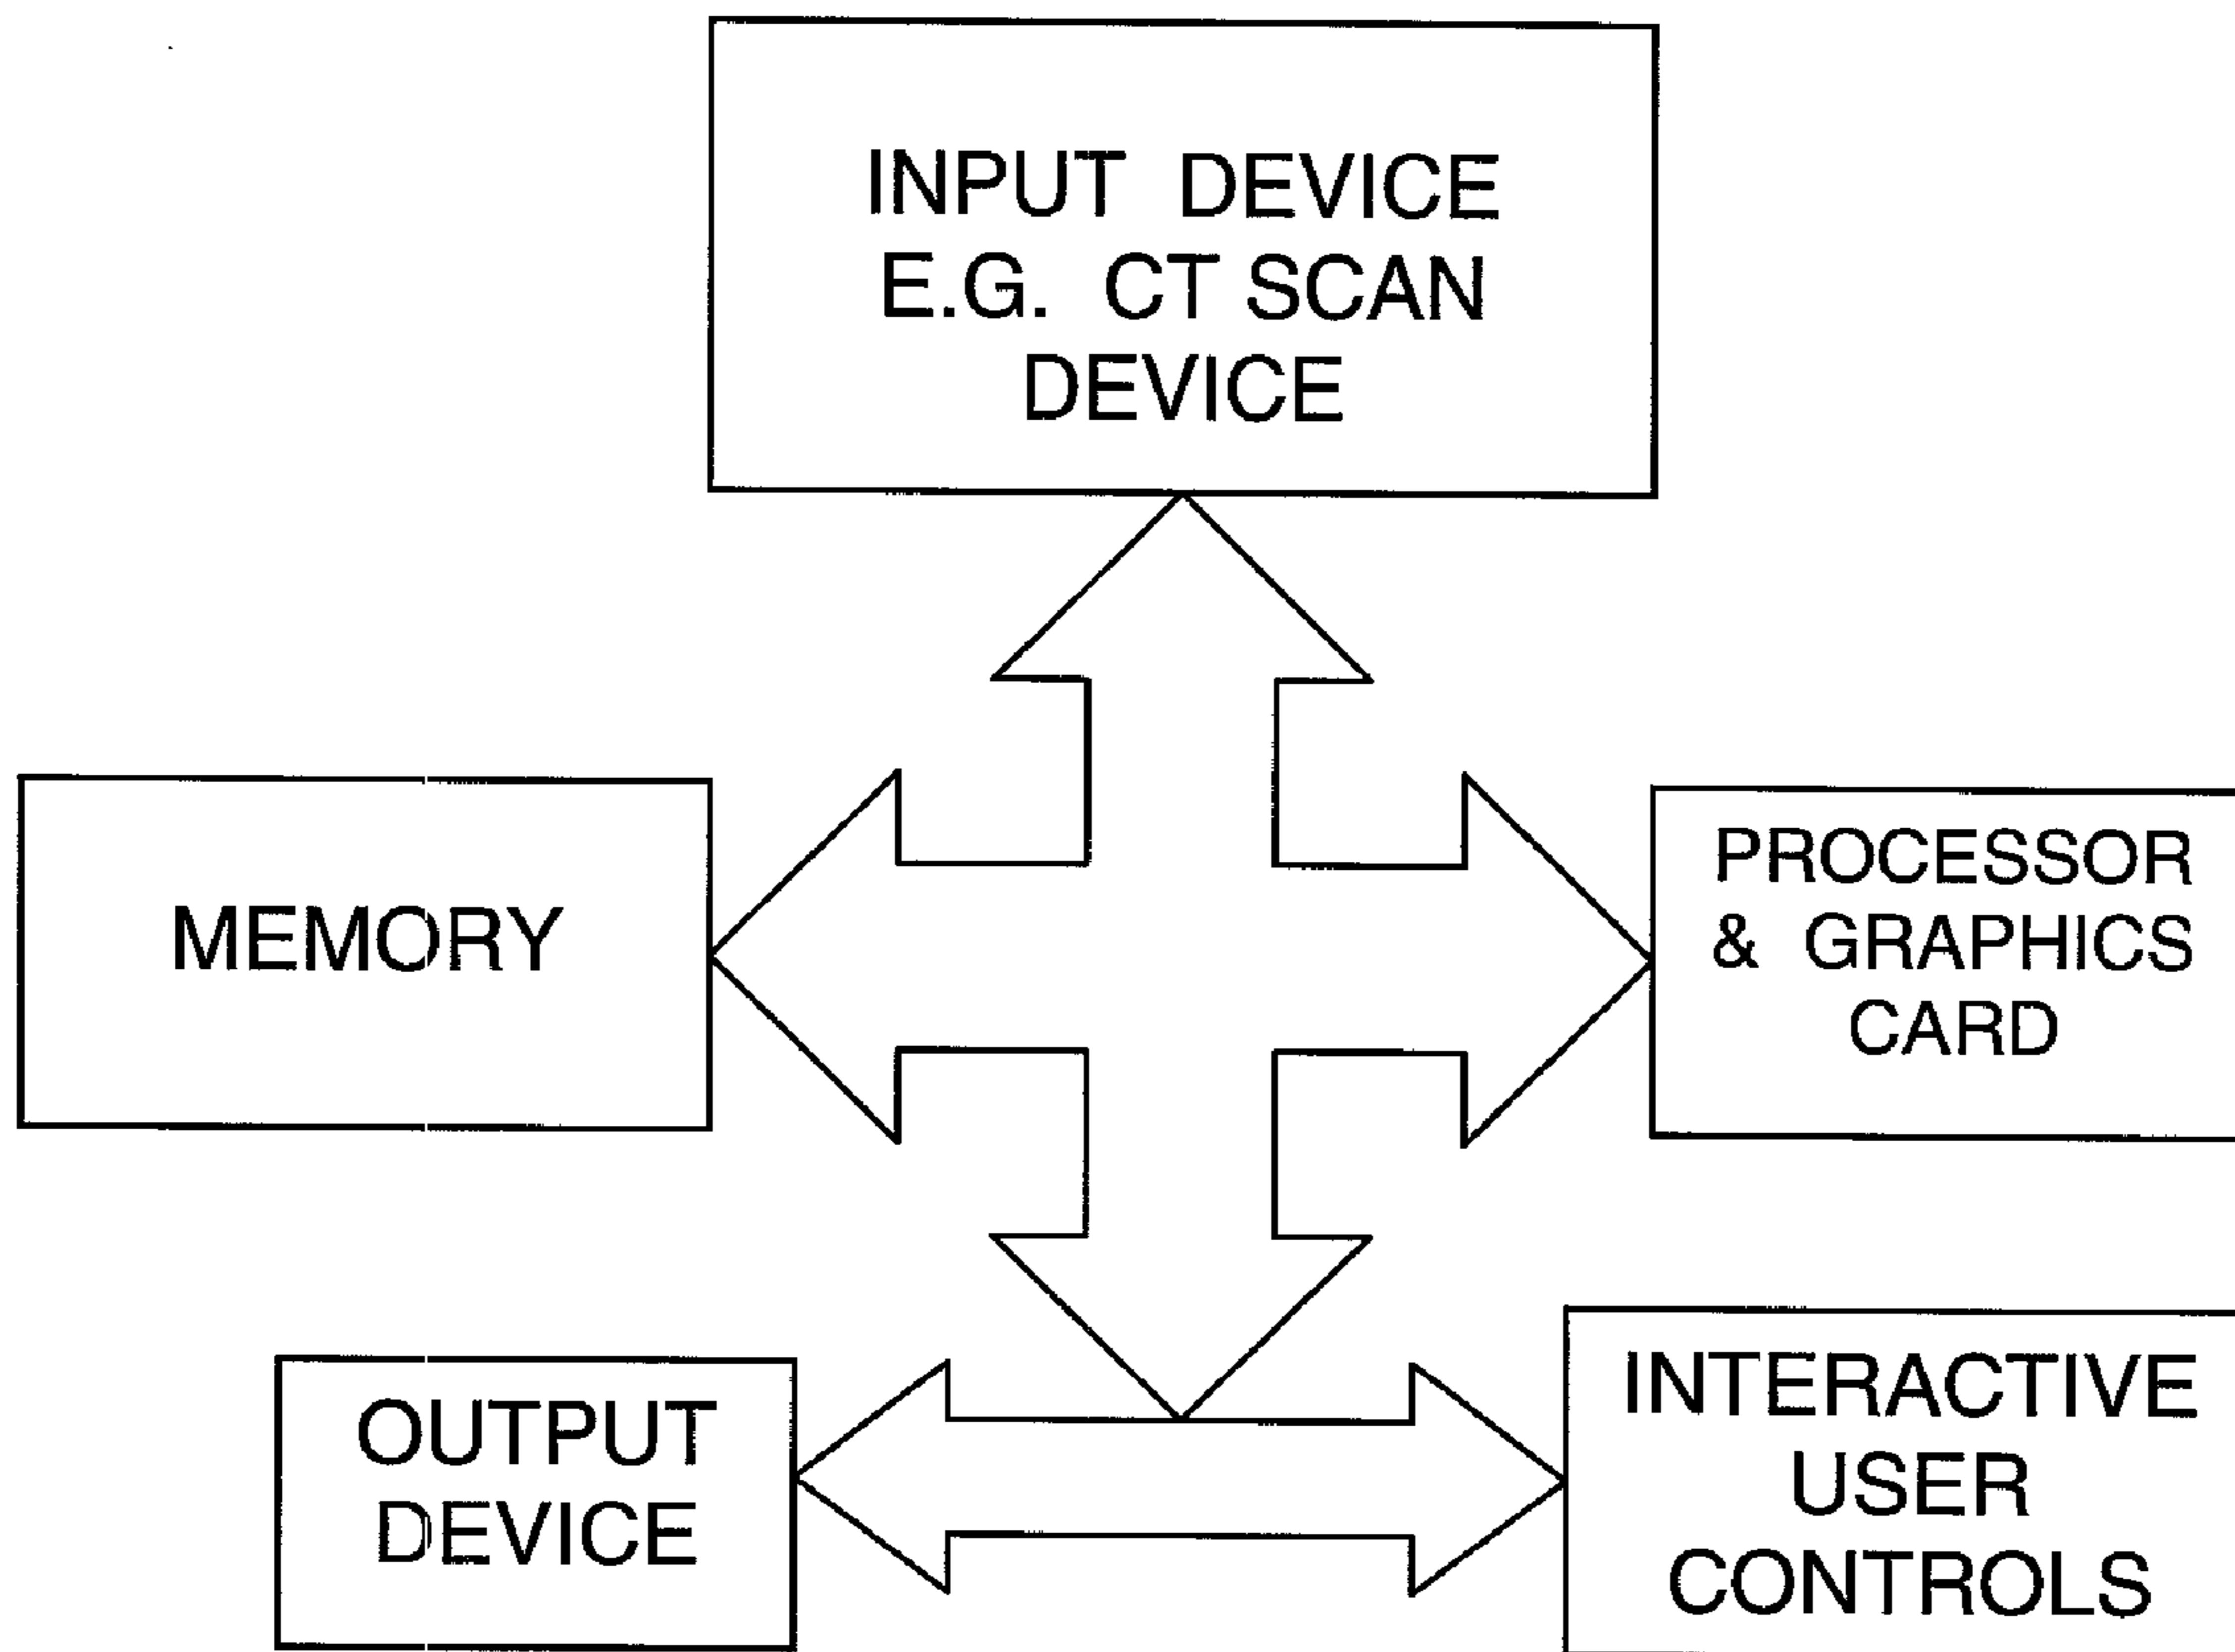 INPUT DEVICE
E.G. CT SCAN
DEVICE
MEMORY
PROCESSOR
& GRAPHICS
CARD
OUTPUT
DEVICE
INTERACTIVE
USER
CONTROLS